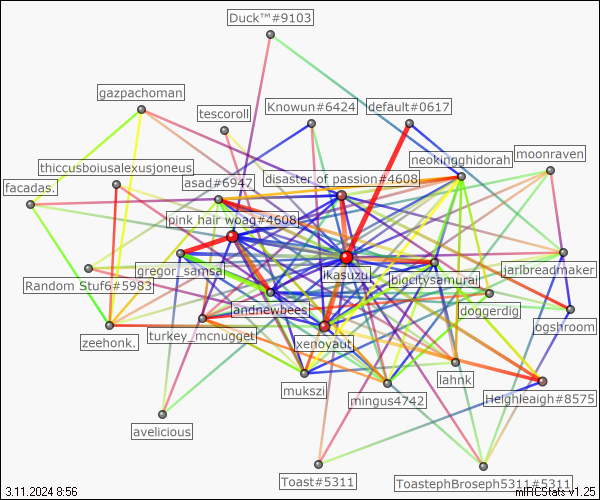 Duck™#9103
gazpachoman
tescoroll
Knowun#6424
default#0617
thiccusboiusalexusjoneus
neokingghidorah
moonraven
facadas.
asad#6947
disaster of passion#4608
pink hair woag#4608
gregor_samsa
ikasuzu
bigcitysamurai
jarlbreadmaker
Random Stuf6#5983
andnewbees
doggerdig
zeehonk.
turkey_mcnugget
xenoyaut
jogshroom
mukszi
mingus4742
lahnk
Heighleaigh#8575
avelicious
Toast#5311
ToastephBroseph5311#5311
3.11.2024 8:56
mIRCStats v1.25